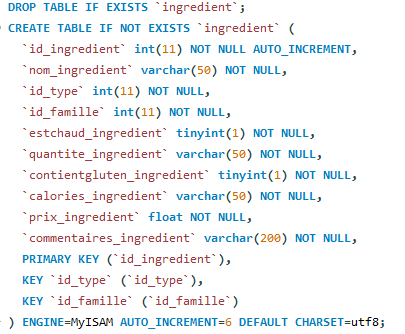 DROP TABLE IF EXISTS `ingredient`;
CREATE TABLE IF NOT EXISTS `ingredient` (
`id_ingredient` int(11) NOT NULL AUTO_INCREMENT,
`nom_ingredient` varchar(50) NOT NULL,
`id_type` int(11) NOT NULL,
`id_famille` int(11) NOT NULL,
`estchaud_ingredient` tinyint(1) NOT NULL,
`quantite_ingredient` varchar(50) NOT NULL,
`contientgluten_ingredient` tinyint(1) NOT NULL,
`calories_ingredient` varchar(50) NOT NULL,
`prix_ingredient` float NOT NULL,
`commentaires_ingredient` varchar(200) NOT NULL,
PRIMARY KEY (`id_ingredient`),
KEY `id_type` (`id_type`),
KEY `id_famille` (`id_famille`)
) ENGINE=MyISAM AUTO_INCREMENT=6 DEFAULT CHARSET=utf8;